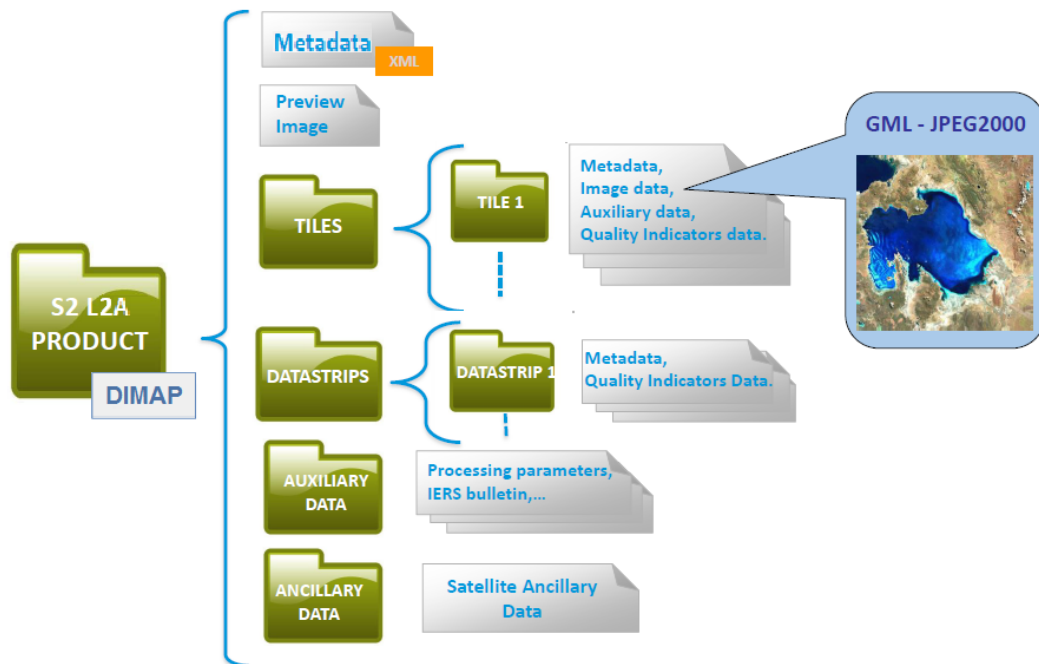 Metadata
XML
Preview
Image
GML - JPEG2000
TILES
TILE 1
Metadata,
Image data,
Auxiliary data,
Quality Indicators data.
S2 L2A
PRODUCT
DIMAP
DATASTRIPS
DATASTRIP 1
Metadata,
Quality Indicators Data.
AUXILIARY
DATA
Processing parameters,
IERS bulletin,...
ANCILLARY
DATA
Satellite Ancillary
Data